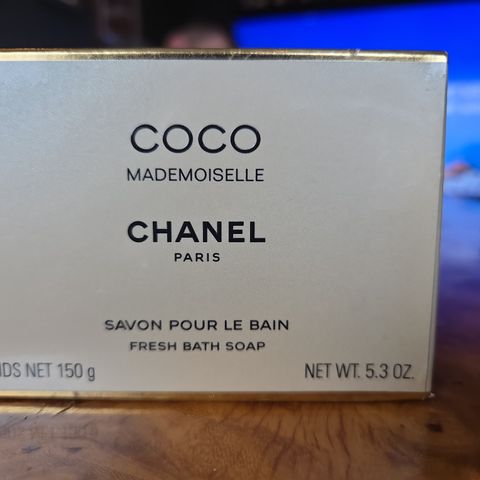 COCO
MADEMOISELLE
CHANEL
PARIS
SAVON POUR LE BAIN
FRESH BATH SOAP
NET 150 g NET WT. 5.3 OZ.